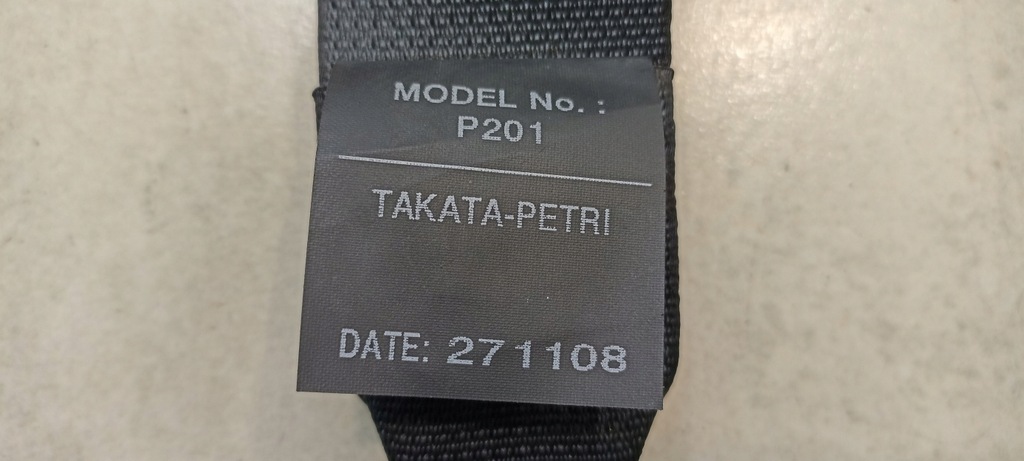 MODEL No. :
P201
TAKATA-PETRI
DATE: 271108